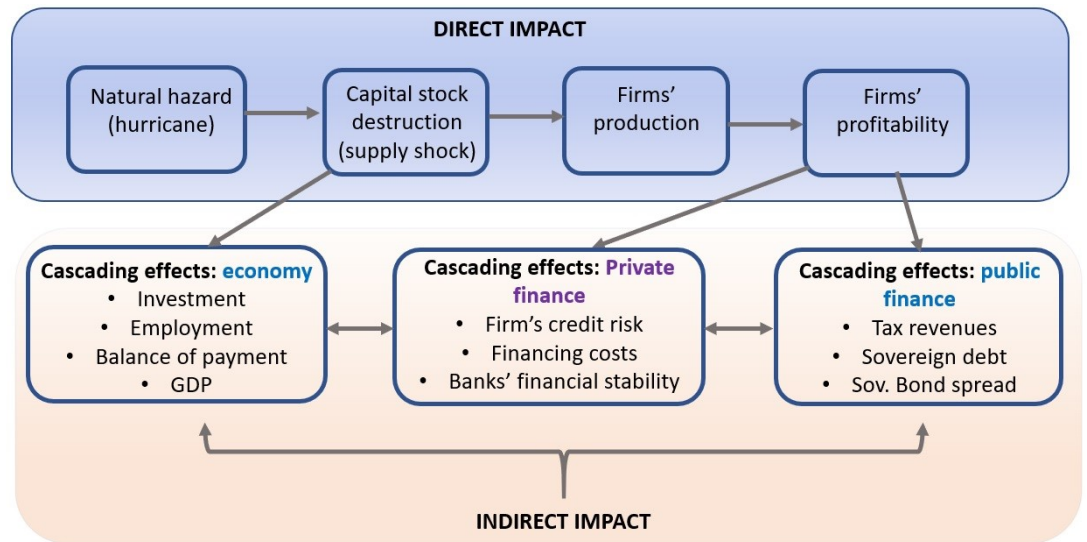 DIRECT IMPACT
Natural hazard
(hurricane)
Capital stock
destruction
(supply shock)
Firms’
production
Firms’
profitability
Cascading effects: economy
• Investment
• Employment
• Balance of payment
• GDP
Cascading effects: Private
finance
• Firm’s credit risk
• Financing costs
• Banks’ financial stability
Cascading effects: public
finance
• Tax revenues
• Sovereign debt
• Sov. Bond spread
INDIRECT IMPACT